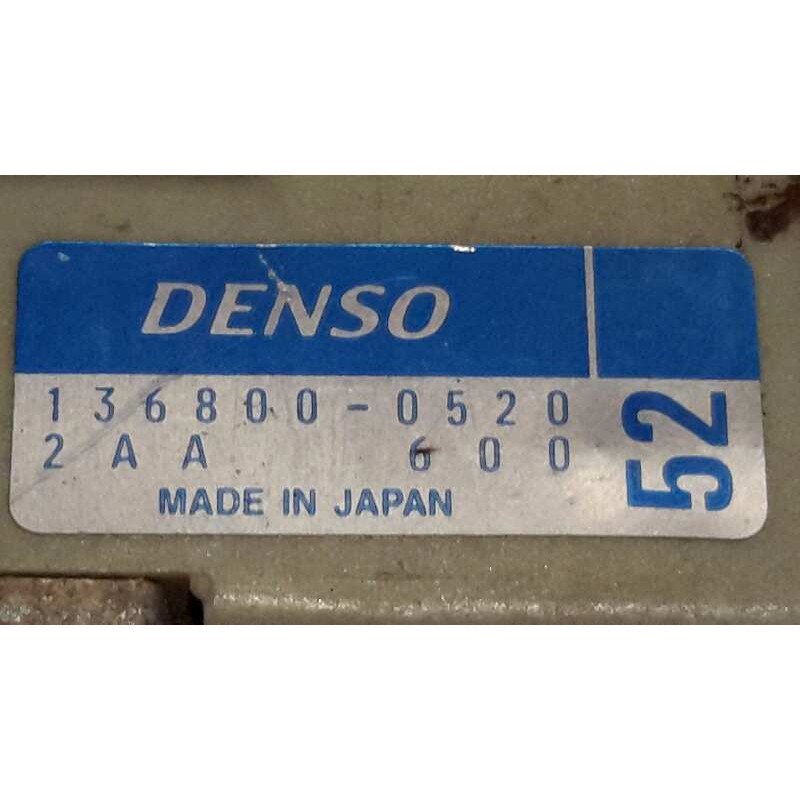 DENSO
136800-0520
2AA 600
52
MADE IN JAPAN